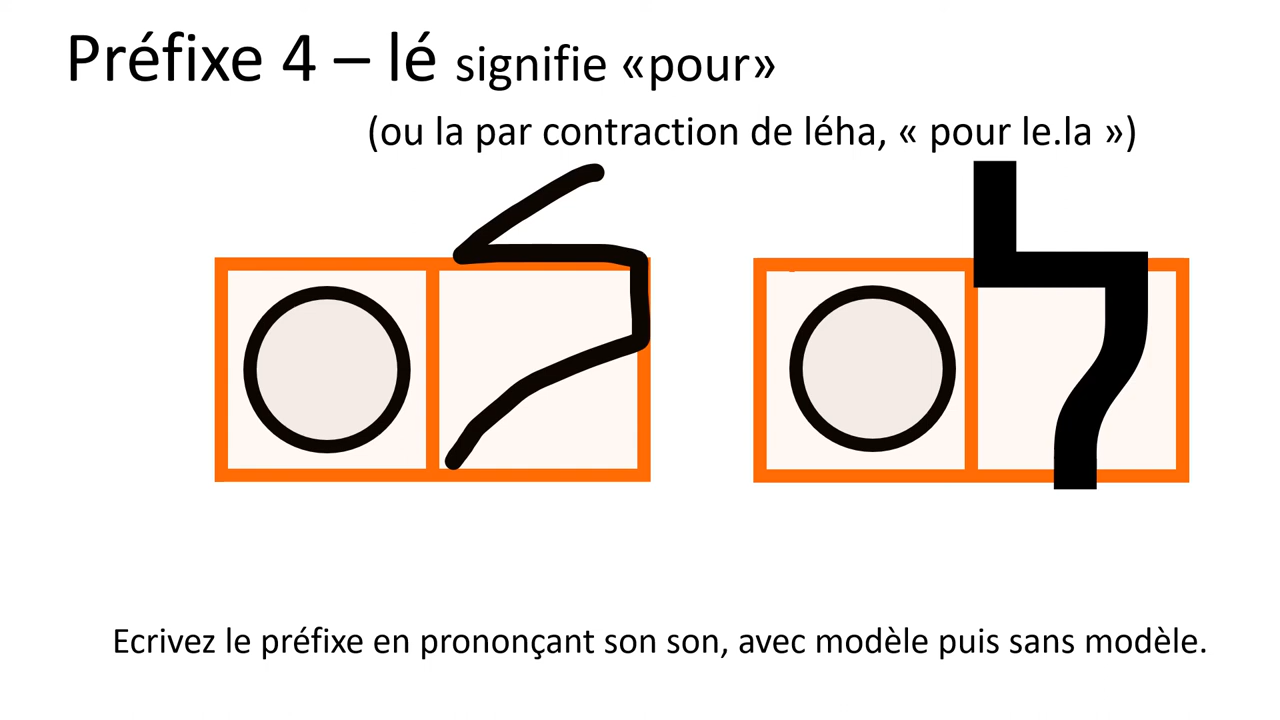 Préfixe 4 – lé signifie «pour»
(ou la par contraction de léha, « pour le.la »)
ל ל
Ecrivez le préfixe en prononçant son son, avec modèle puis sans modèle.